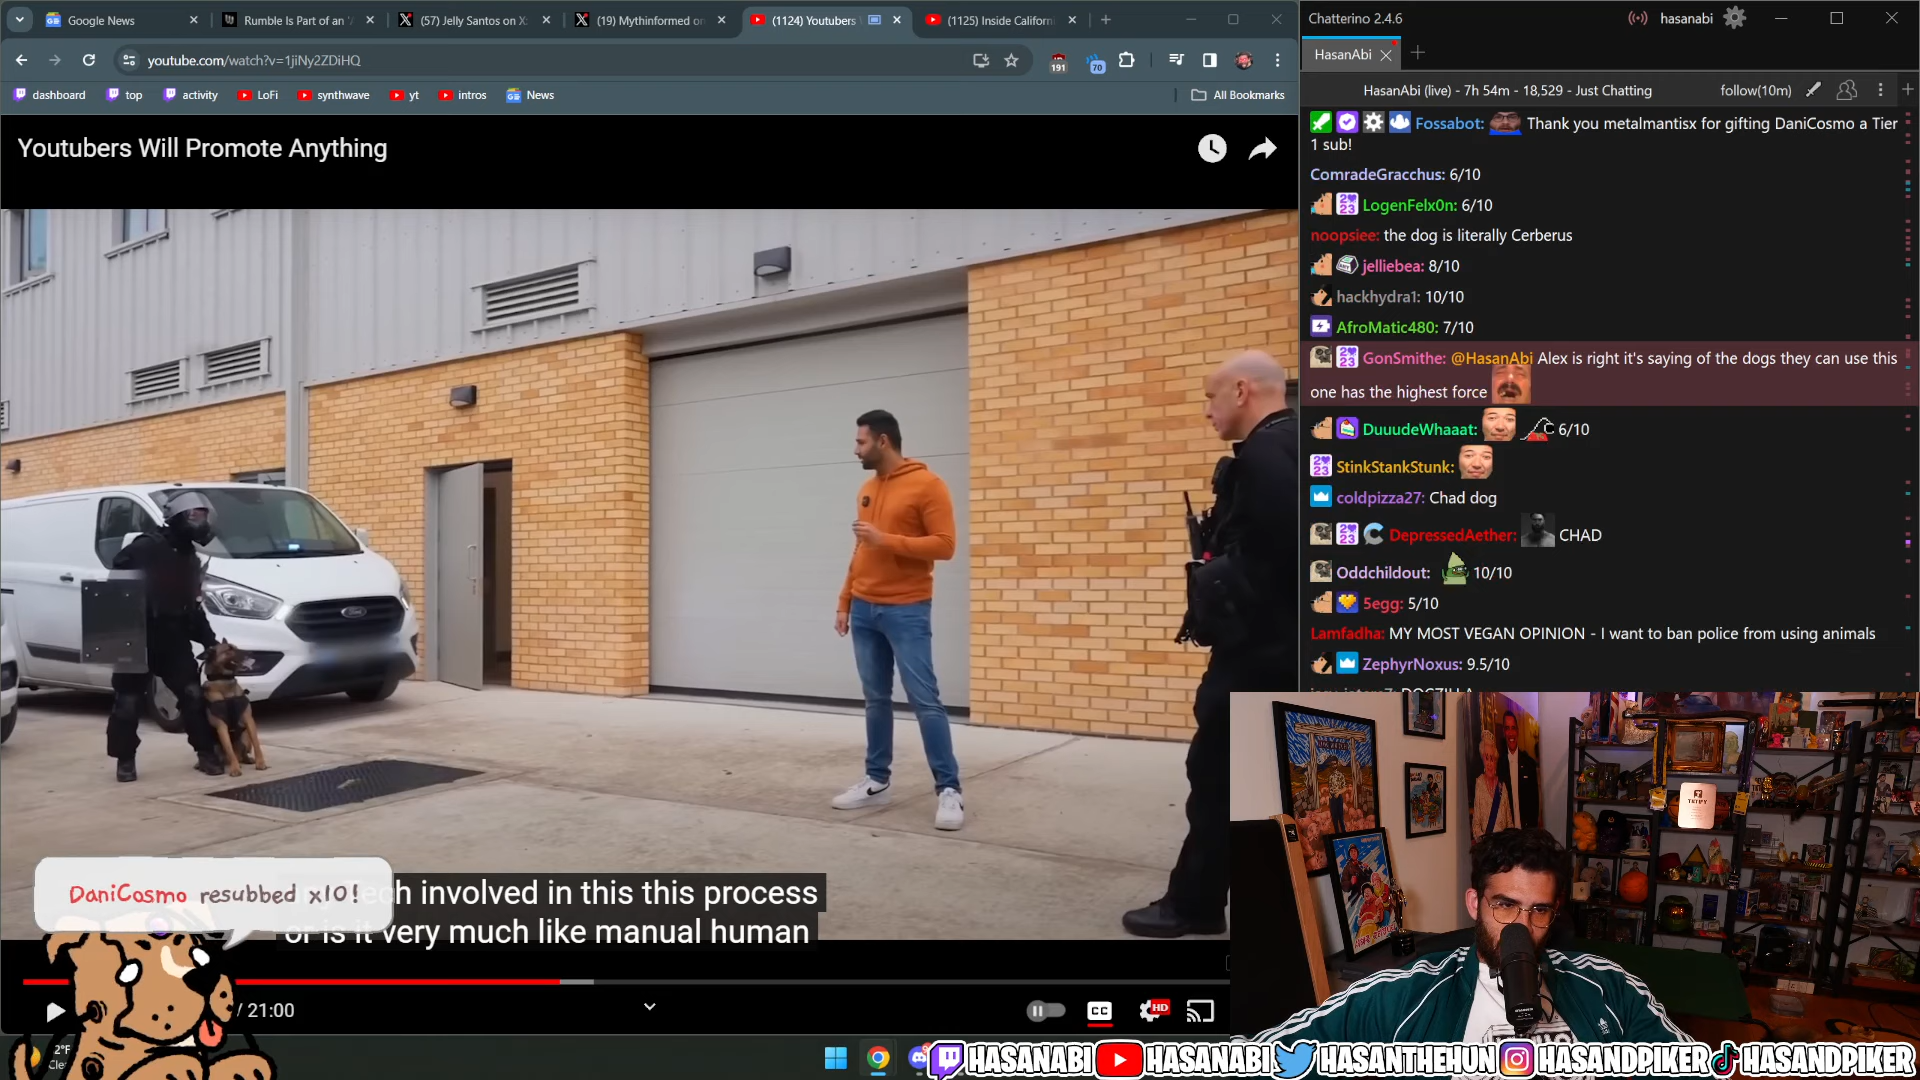 Google News
Rumble Is Part of an '
(57) Jelly Santos on X
(19) Mythinformed on
(1124) Youtubers
(1125) Inside Californ
youtube.com/watch?v=1jiNy2ZDiHQ
191
70
dashboard
top
activity
LoFi
synthwave
yt
intros
News
All Bookmarks
Youtubers Will Promote Anything
DaniCosmo resubbed x10!
involved in this this process
or is it very much like manual human
/ 21:00
CC
HD
Chatterino 2.4.6
hasanabi
HasanAbi
HasanAbi (live) - 7h 54m - 18,529 - Just Chatting
follow(10m)
Fossabot: Thank you metalmantisx for gifting DaniCosmo a Tier
1 sub!
ComradeGracchus: 6/10
LogenFelx0n: 6/10
noopsiee: the dog is literally Cerberus
jelliebea: 8/10
hackhydra1: 10/10
AfroMatic480: 7/10
GonSmithe: @HasanAbi Alex is right it's saying of the dogs they can use this
one has the highest force
DuuudeWhaaat: 6/10
StinkStankStunk:
coldpizza27: Chad dog
DepressedAether: CHAD
Oddchildout: 10/10
5egg: 5/10
Lamfadha: MY MOST VEGAN OPINION - I want to ban police from using animals
ZephyrNoxus: 9.5/10
HASANABI
HASANABI
HASANTHEHUN
HASANDPIKER
HASANDPIKER